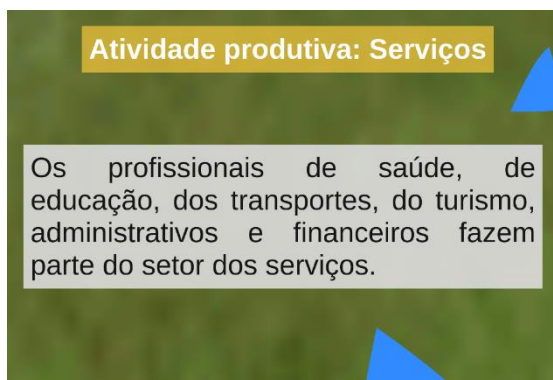 Atividade produtiva: Serviços
Os profissionais de saúde, de
educação, dos transportes, do turismo,
administrativos e financeiros fazem
parte do setor dos serviços.